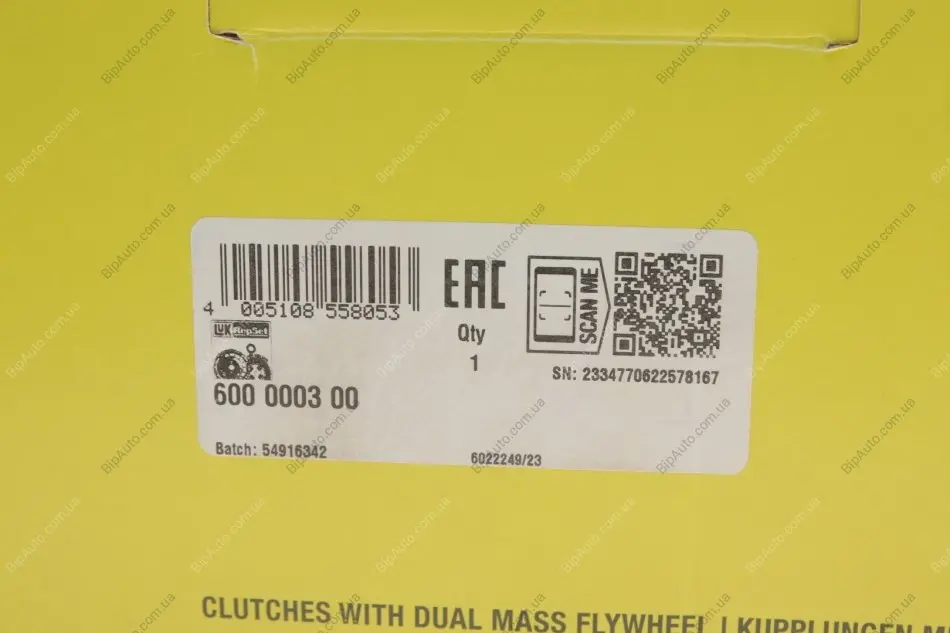 4 005108 558053
EAC
Qty
1
SCAN ME
SN: 2334770622578167
LUK RepSet
600 0003 00
Batch: 54916342
6022249/23
CLUTCHES WITH DUAL MASS FLYWHEEL | KUPPLUNGEN M
BipAuto.com.ua